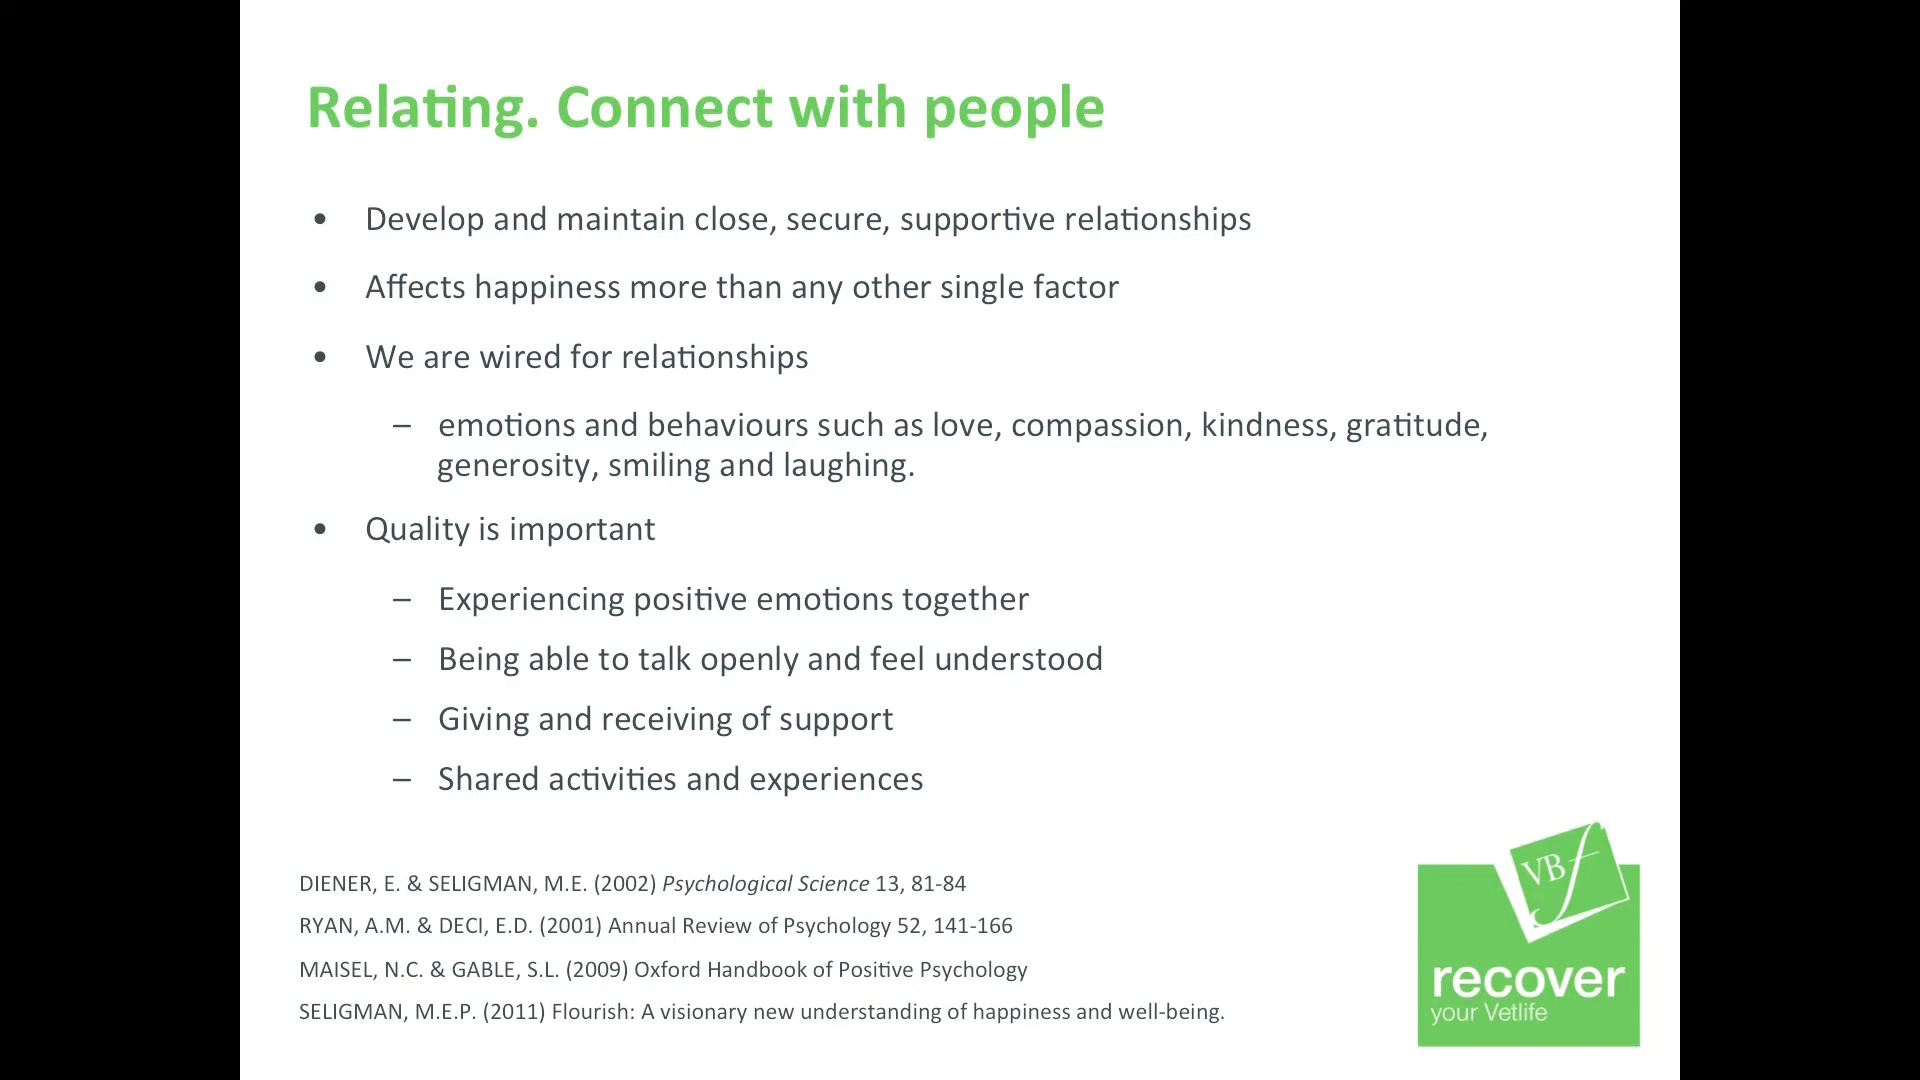 Relating. Connect with people
• Develop and maintain close, secure, supportive relationships
• Affects happiness more than any other single factor
• We are wired for relationships
– emotions and behaviours such as love, compassion, kindness, gratitude,
generosity, smiling and laughing.
• Quality is important
– Experiencing positive emotions together
– Being able to talk openly and feel understood
– Giving and receiving of support
– Shared activities and experiences
DIENER, E. & SELIGMAN, M.E. (2002) Psychological Science 13, 81-84
RYAN, A.M. & DECI, E.D. (2001) Annual Review of Psychology 52, 141-166
MAISEL, N.C. & GABLE, S.L. (2009) Oxford Handbook of Positive Psychology
SELIGMAN, M.E.P. (2011) Flourish: A visionary new understanding of happiness and well-being.
VBf
recover
your Vetlife